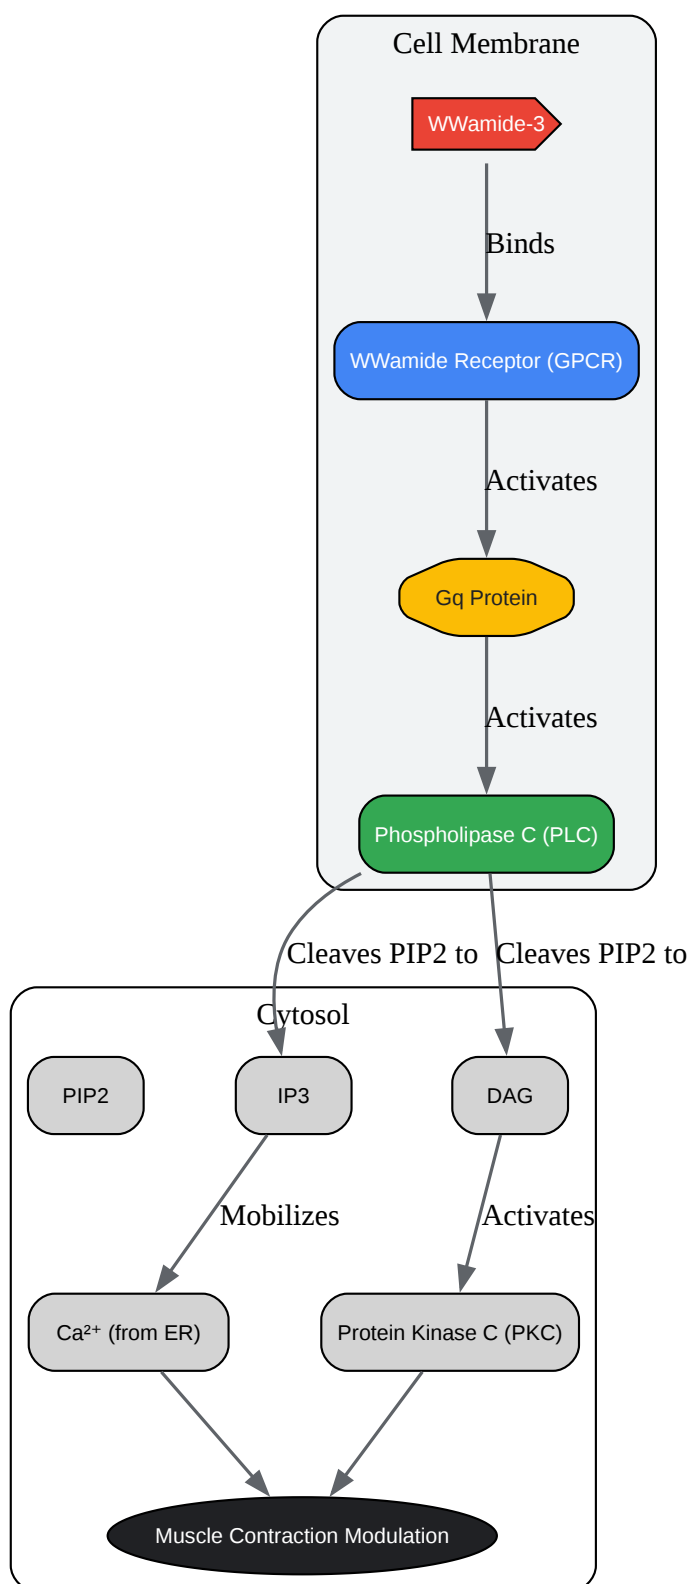 Cell Membrane
WWamide-3
Binds
WWamide Receptor (GPCR)
Activates
Gq Protein
Activates
Phospholipase C (PLC)
Cleaves PIP2 to
Cleaves PIP2 to
Cytosol
PIP2
IP3
DAG
Mobilizes
Activates
Ca²⁺ (from ER)
Protein Kinase C (PKC)
Muscle Contraction Modulation